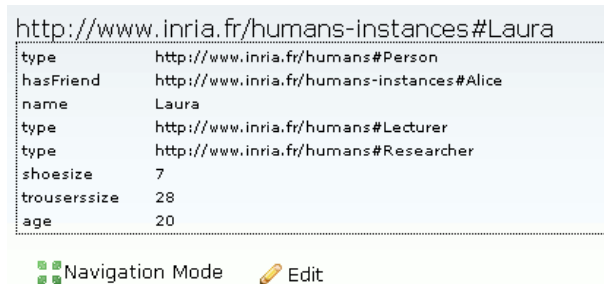 http://www.inria.fr/humans-instances#Laura
type http://www.inria.fr/humans#Person
hasFriend http://www.inria.fr/humans-instances#Alice
name Laura
type http://www.inria.fr/humans#Lecturer
type http://www.inria.fr/humans#Researcher
shoesize 7
trouserssize 28
age 20
Navigation Mode Edit